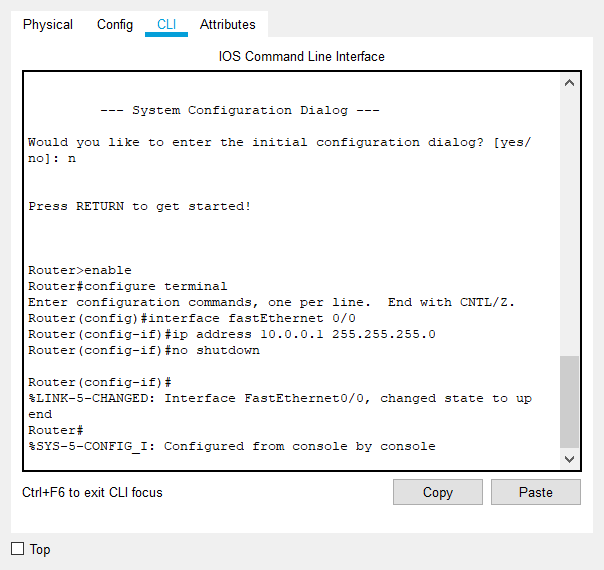 Physical Config CLI Attributes
IOS Command Line Interface
--- System Configuration Dialog ---
Would you like to enter the initial configuration dialog? [yes/
no]: n
Press RETURN to get started!
Router>enable
Router#configure terminal
Enter configuration commands, one per line.  End with CNTL/Z.
Router(config)#interface fastEthernet 0/0
Router(config-if)#ip address 10.0.0.1 255.255.255.0
Router(config-if)#no shutdown
Router(config-if)#
%LINK-5-CHANGED: Interface FastEthernet0/0, changed state to up
end
Router#
%SYS-5-CONFIG_I: Configured from console by console
Ctrl+F6 to exit CLI focus Copy Paste
Top